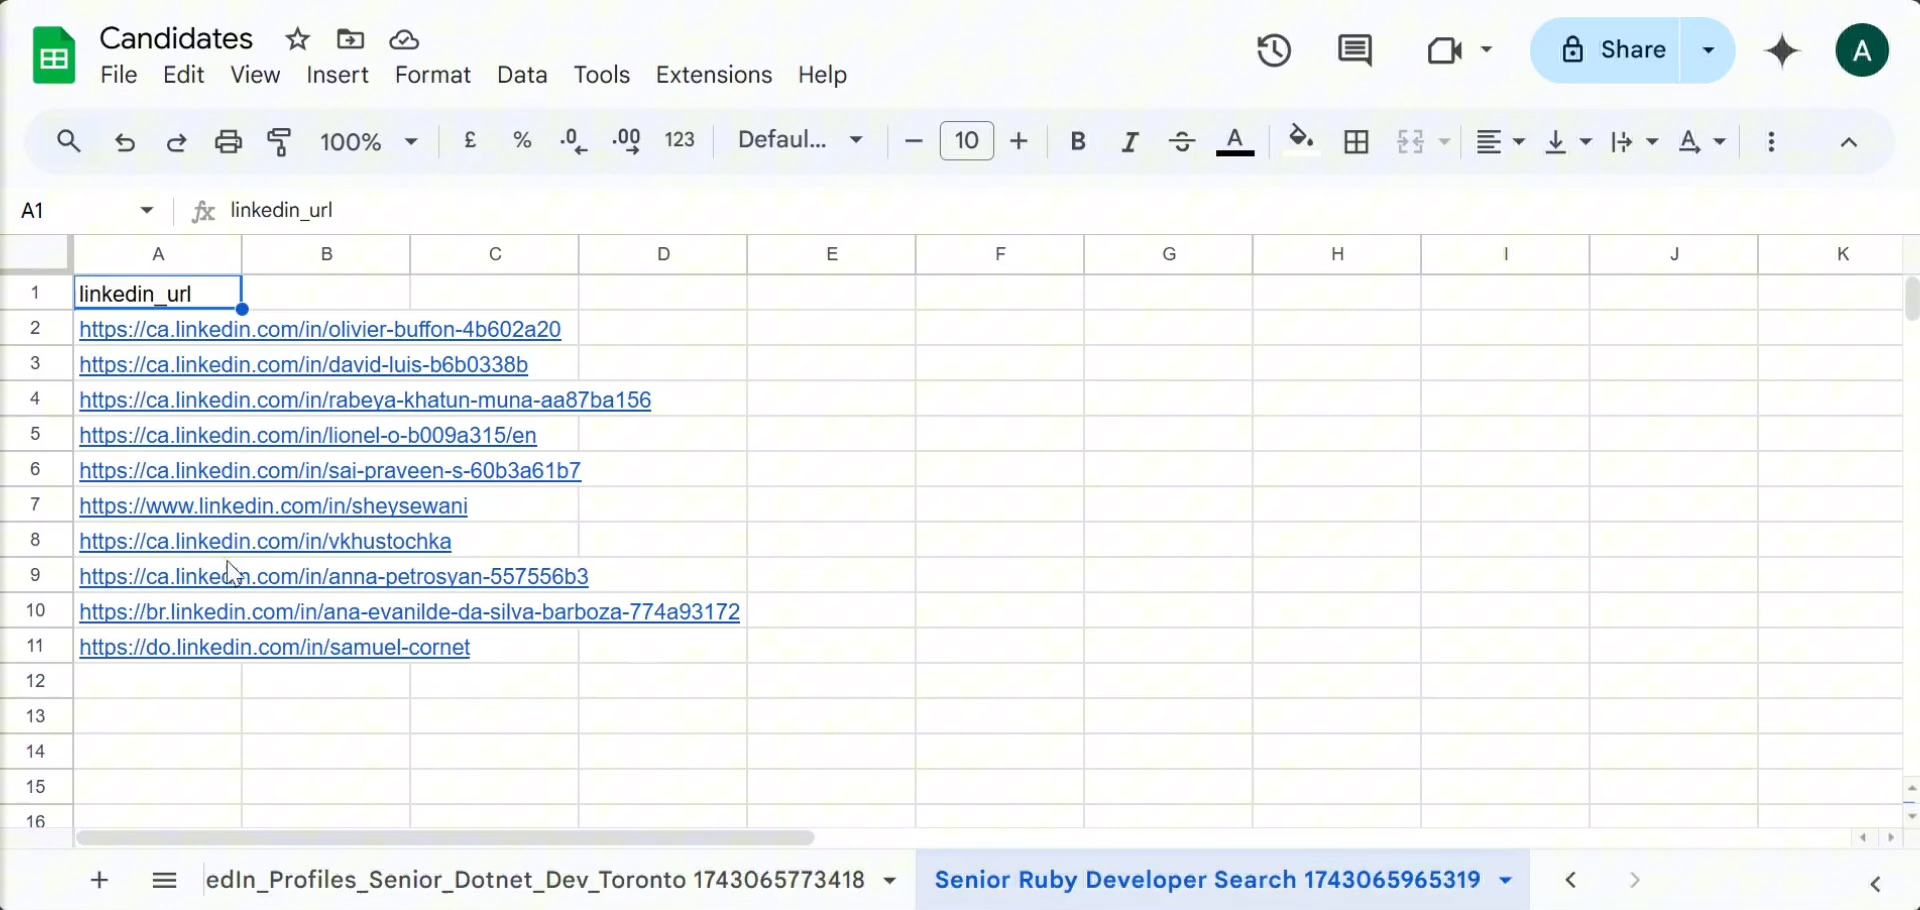 Candidates
File Edit View Insert Format Data Tools Extensions Help
Share
A
100% £ % .0 .00 123 Defaul... 10 B I A A
A1 fx linkedin_url
A B C D E F G H I J K
1 linkedin_url
2 https://ca.linkedin.com/in/olivier-buffon-4b602a20
3 https://ca.linkedin.com/in/david-luis-b6b0338b
4 https://ca.linkedin.com/in/rabeya-khatun-muna-aa87ba156
5 https://ca.linkedin.com/in/lionel-o-b009a315/en
6 https://ca.linkedin.com/in/sai-praveen-s-60b3a61b7
7 https://www.linkedin.com/in/sheysewani
8 https://ca.linkedin.com/in/vkhustochka
9 https://ca.linkedin.com/in/anna-petrosyan-557556b3
10 https://br.linkedin.com/in/ana-evanilde-da-silva-barboza-774a93172
11 https://do.linkedin.com/in/samuel-cornet
12
13
14
15
16
edIn_Profiles_Senior_Dotnet_Dev_Toronto 1743065773418 Senior Ruby Developer Search 1743065965319